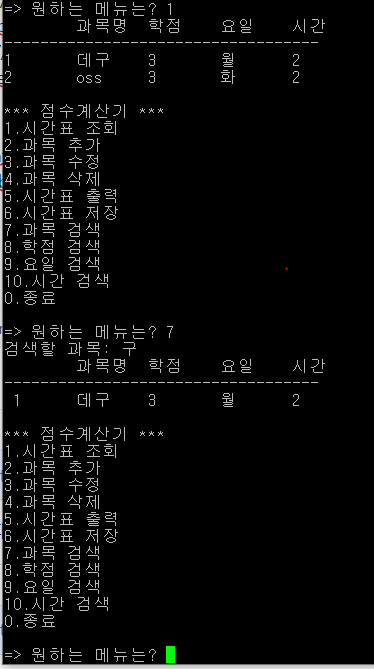 => 원하는 메뉴는? 1
과목명 학점 요일 시간
-----------------------------------
1 데구 3 월 2
2 oss 3 화 2
*** 점수계산기 ***
1.시간표 조회
2.과목 추가
3.과목 수정
4.과목 삭제
5.시간표 출력
6.시간표 저장
7.과목 검색
8.학점 검색
9.요일 검색
10.시간 검색
0.종료
=> 원하는 메뉴는? 7
검색할 과목: 구
과목명 학점 요일 시간
-----------------------------------
1 데구 3 월 2
*** 점수계산기 ***
1.시간표 조회
2.과목 추가
3.과목 수정
4.과목 삭제
5.시간표 출력
6.시간표 저장
7.과목 검색
8.학점 검색
9.요일 검색
10.시간 검색
0.종료
=> 원하는 메뉴는?